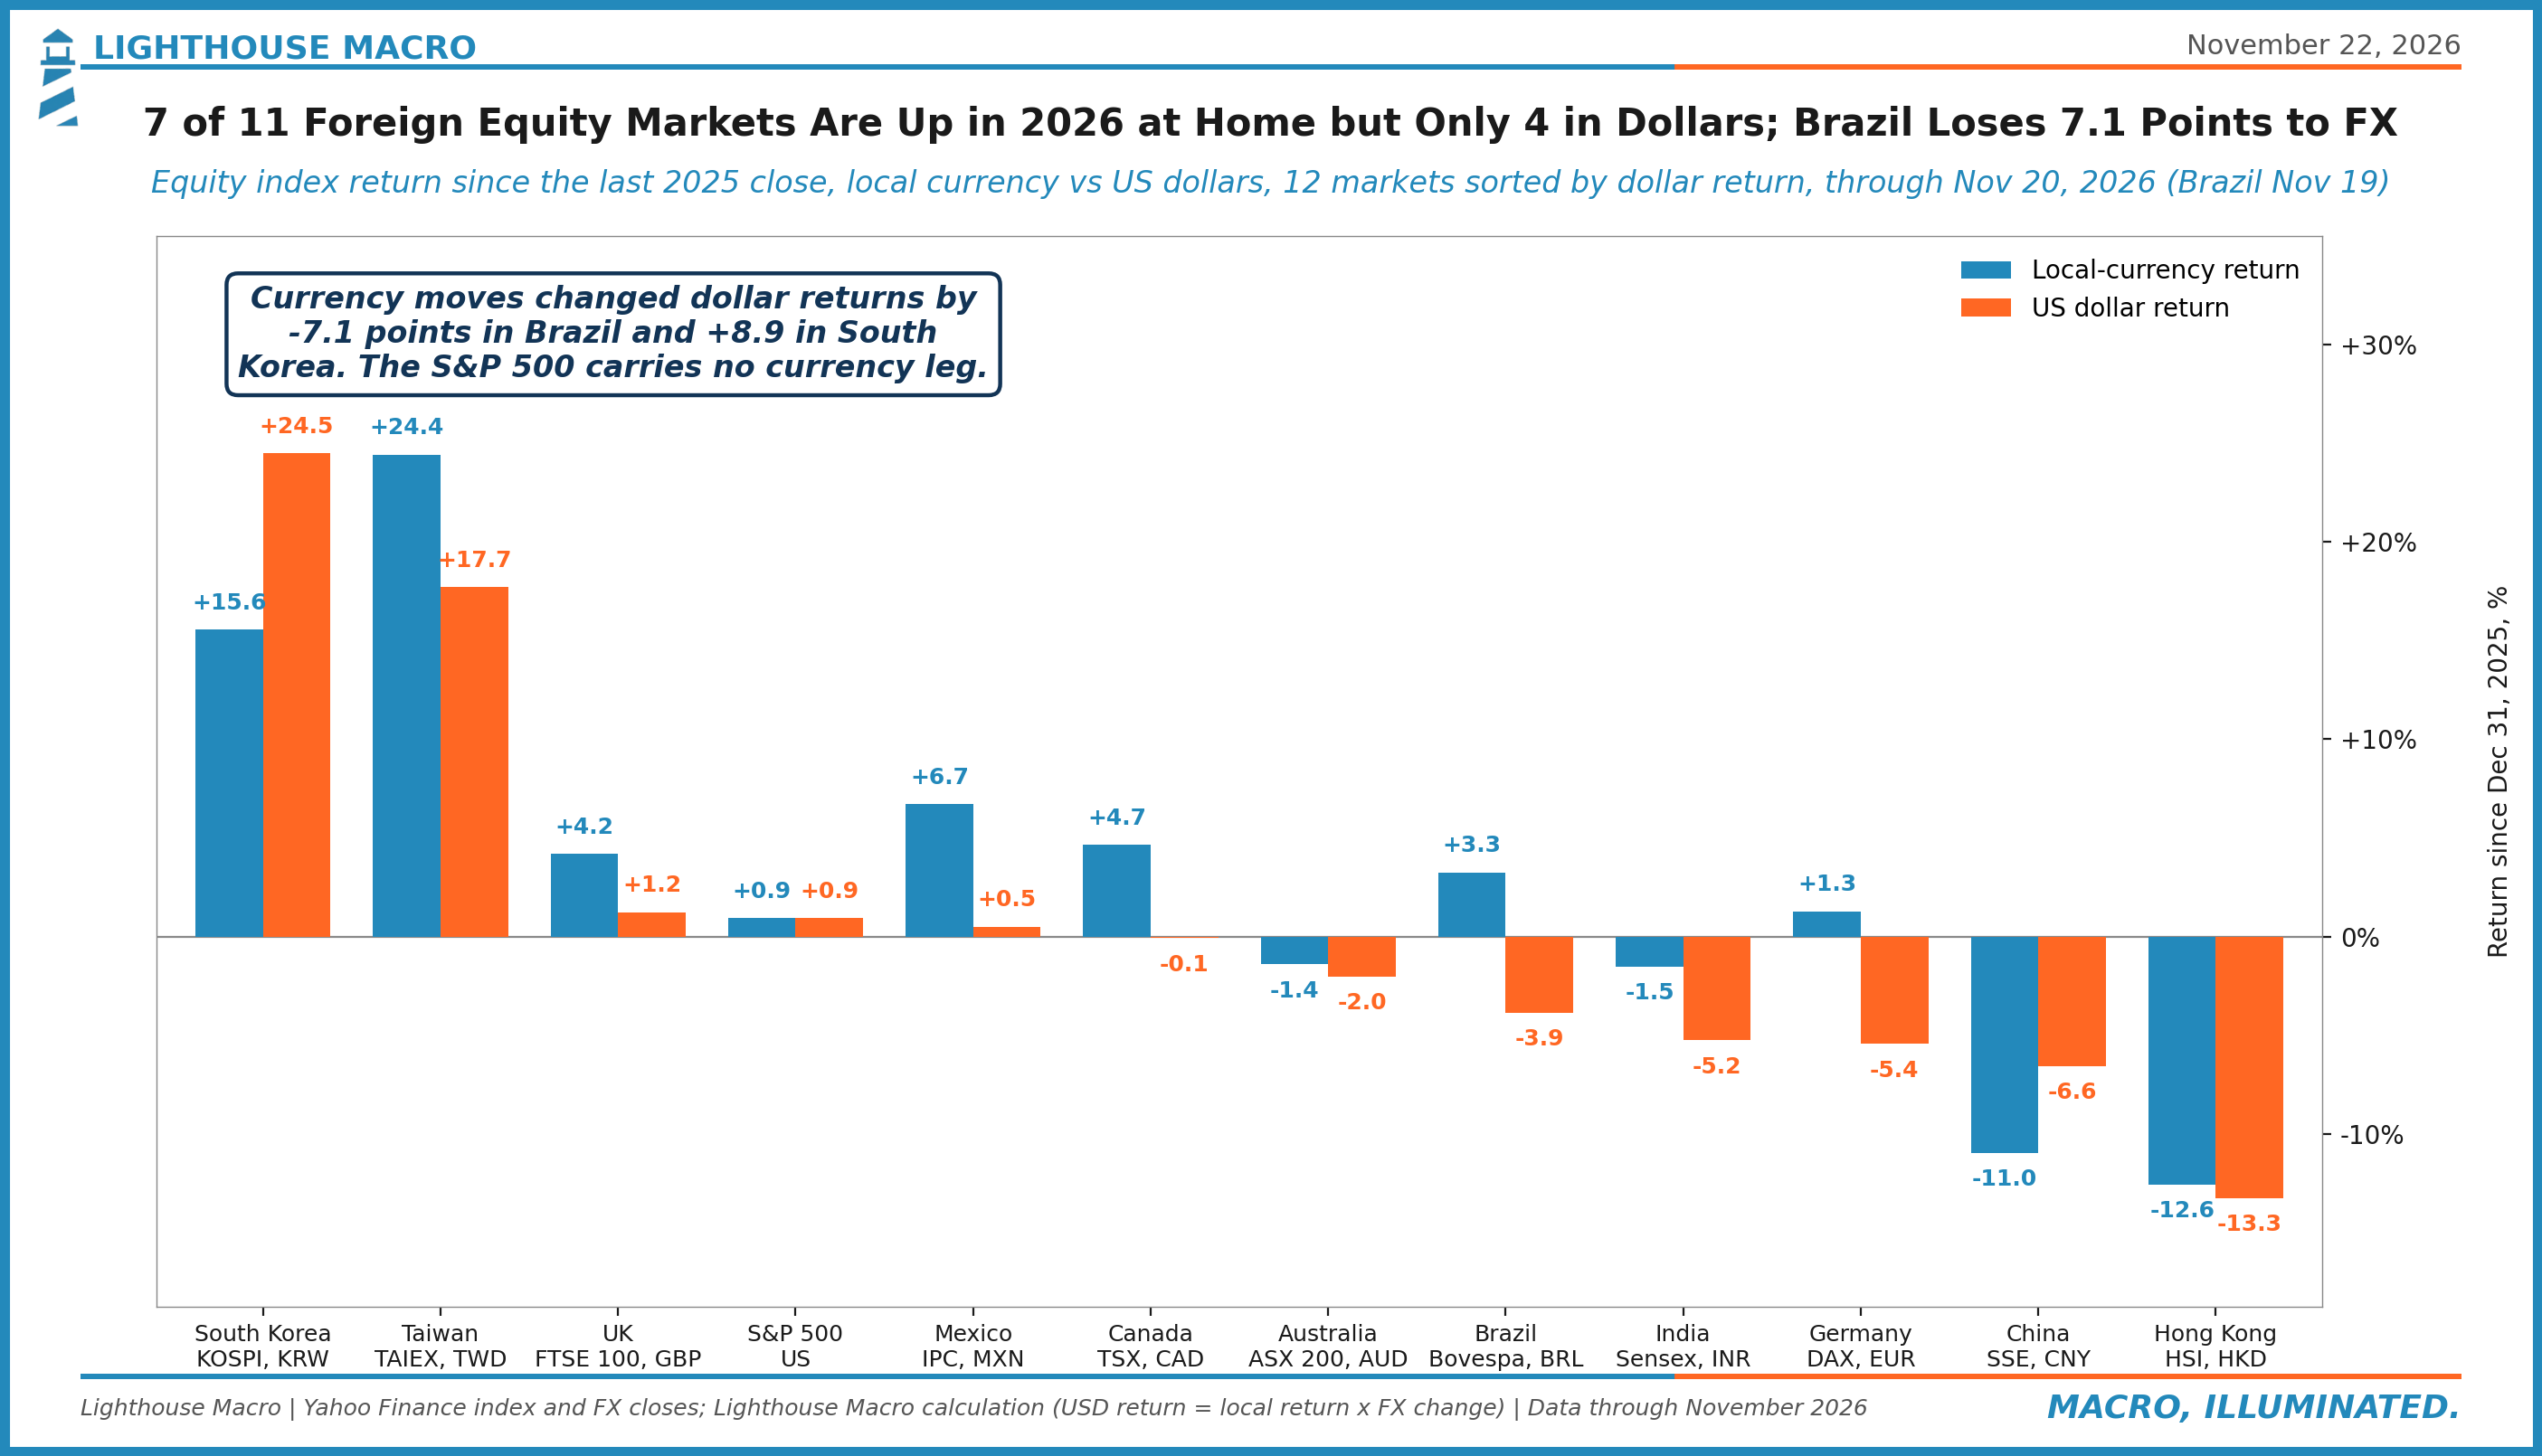 LIGHTHOUSE MACRO
November 22, 2026
7 of 11 Foreign Equity Markets Are Up in 2026 at Home but Only 4 in Dollars; Brazil Loses 7.1 Points to FX
Equity index return since the last 2025 close, local currency vs US dollars, 12 markets sorted by dollar return, through Nov 20, 2026 (Brazil Nov 19)
Currency moves changed dollar returns by
-7.1 points in Brazil and +8.9 in South
Korea. The S&P 500 carries no currency leg.
Local-currency return
US dollar return
+30%
+20%
+10%
0%
-10%
Return since Dec 31, 2025, %
+15.6
+24.5
+24.4
+17.7
+4.2
+1.2
+0.9
+0.9
+6.7
+0.5
+4.7
-0.1
-1.4
-2.0
+3.3
-3.9
-1.5
-5.2
+1.3
-5.4
-11.0
-6.6
-12.6
-13.3
South Korea
KOSPI, KRW
Taiwan
TAIEX, TWD
UK
FTSE 100, GBP
S&P 500
US
Mexico
IPC, MXN
Canada
TSX, CAD
Australia
ASX 200, AUD
Brazil
Bovespa, BRL
India
Sensex, INR
Germany
DAX, EUR
China
SSE, CNY
Hong Kong
HSI, HKD
Lighthouse Macro | Yahoo Finance index and FX closes; Lighthouse Macro calculation (USD return = local return x FX change) | Data through November 2026
MACRO, ILLUMINATED.